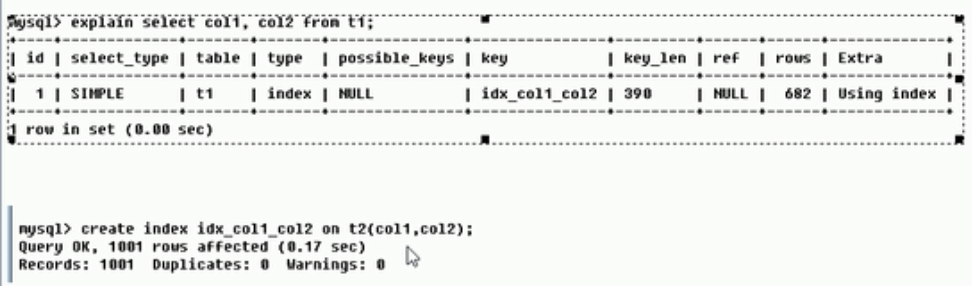 mysql> explain select col1, col2 from t1;
| id | select_type | table | type | possible_keys | key | key_len | ref | rows | Extra |
| 1 | SIMPLE | t1 | index | NULL | idx_col1_col2 | 390 | NULL | 682 | Using index |
1 row in set (0.00 sec)
mysql> create index idx_col1_col2 on t2(col1,col2);
Query OK, 1001 rows affected (0.17 sec)
Records: 1001  Duplicates: 0  Warnings: 0